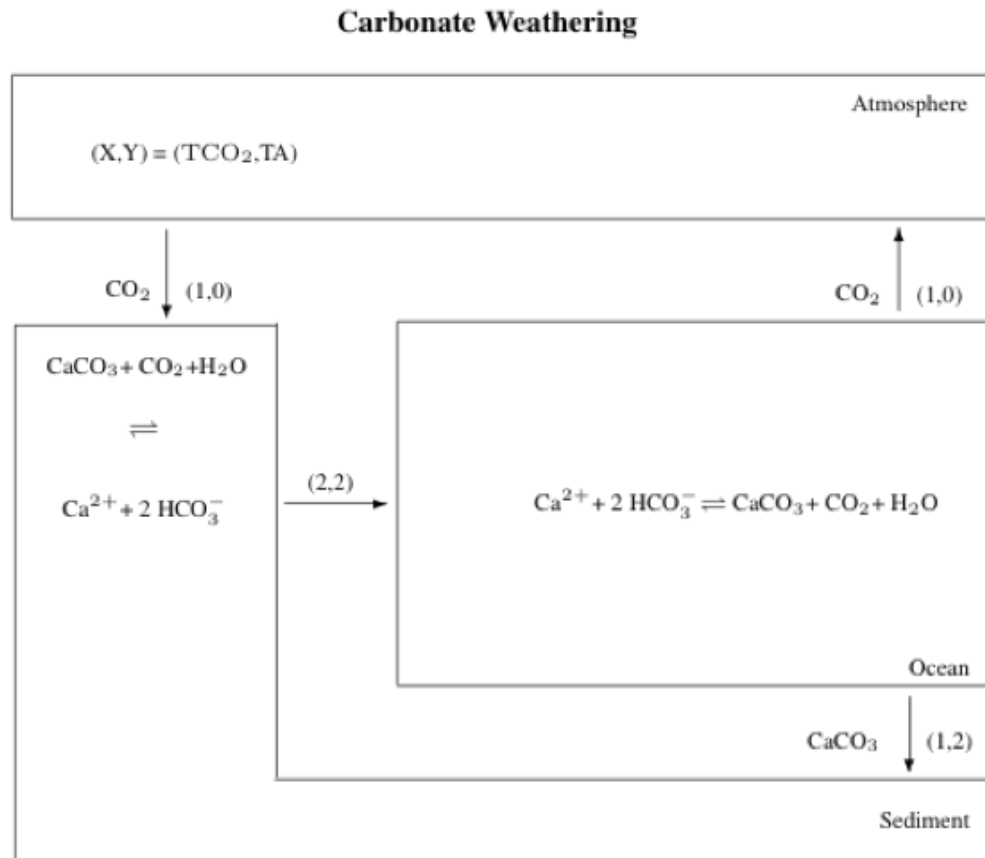 Carbonate Weathering
Atmosphere
(X,Y) = (TCO₂,TA)
CO₂ (1,0)
CO₂ (1,0)
CaCO₃+ CO₂ +H₂O
⇌
Ca²⁺ + 2 HCO₃⁻
(2,2)
Ca²⁺ + 2 HCO₃⁻ ⇌ CaCO₃+ CO₂ + H₂O
Ocean
CaCO₃ (1,2)
Sediment